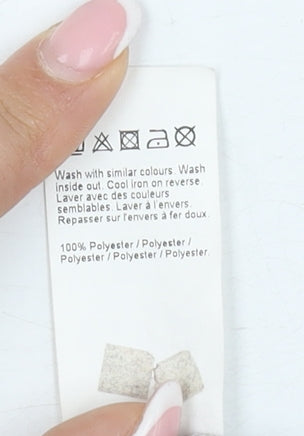 Wash with similar colours. Wash
inside out. Cool iron on reverse.
Laver avec des couleurs
semblables. Laver à l'envers.
Repasser sur l'envers à fer doux.
100% Polyester / Polyester /
Polyester / Polyester / Polyester.